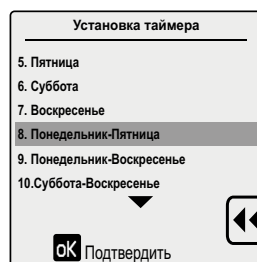 Установка таймера
5. Пятница
6. Суббота
7. Воскресенье
8. Понедельник-Пятница
9. Понедельник-Воскресенье
10.Суббота-Воскресенье
oK Подтвердить